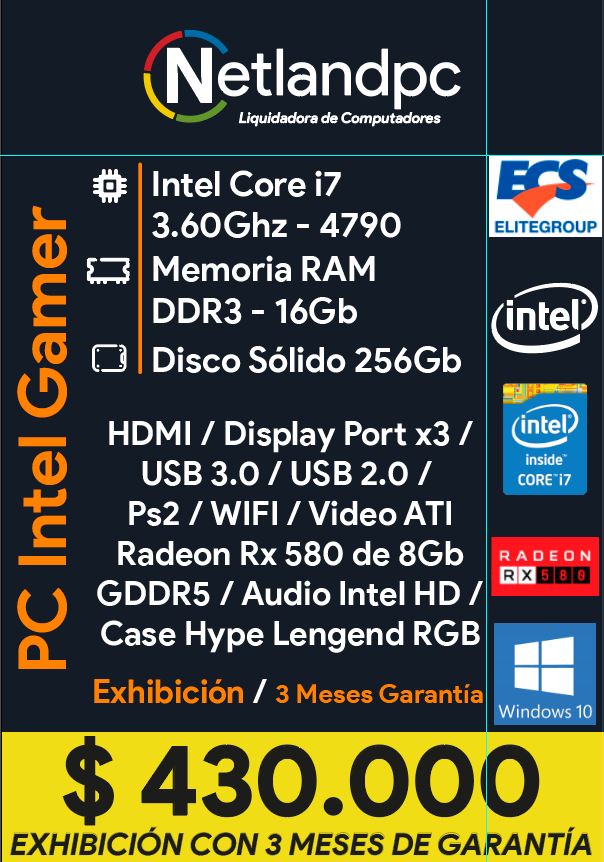 Netlandpc
Liquidadora de Computadores
PC Intel Gamer
Intel Core i7
3.60Ghz - 4790
Memoria RAM
DDR3 - 16Gb
Disco Sólido 256Gb
HDMI / Display Port x3 /
USB 3.0 / USB 2.0 /
Ps2 / WIFI / Video ATI
Radeon Rx 580 de 8Gb
GDDR5 / Audio Intel HD /
Case Hype Lengend RGB
Exhibición / 3 Meses Garantía
ECS
ELITEGROUP
intel
intel
inside™
CORE™ i7
RADEON
RX 580
Windows 10
$ 430.000
EXHIBICIÓN CON 3 MESES DE GARANTÍA